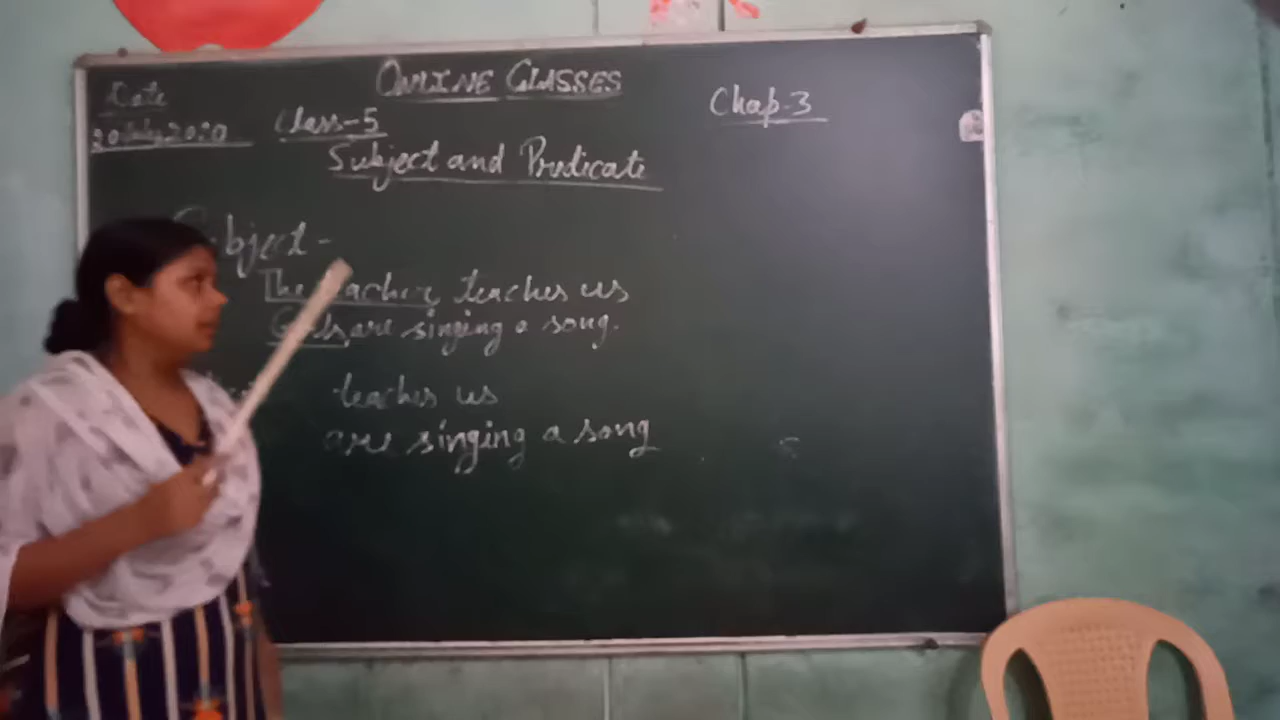 ONLINE CLASSES
Date
Chap-3
20 July 2020
Class-5
Subject and Predicate
Subject -
The teacher teaches us
Girls are singing a song.
teaches us
are singing a song